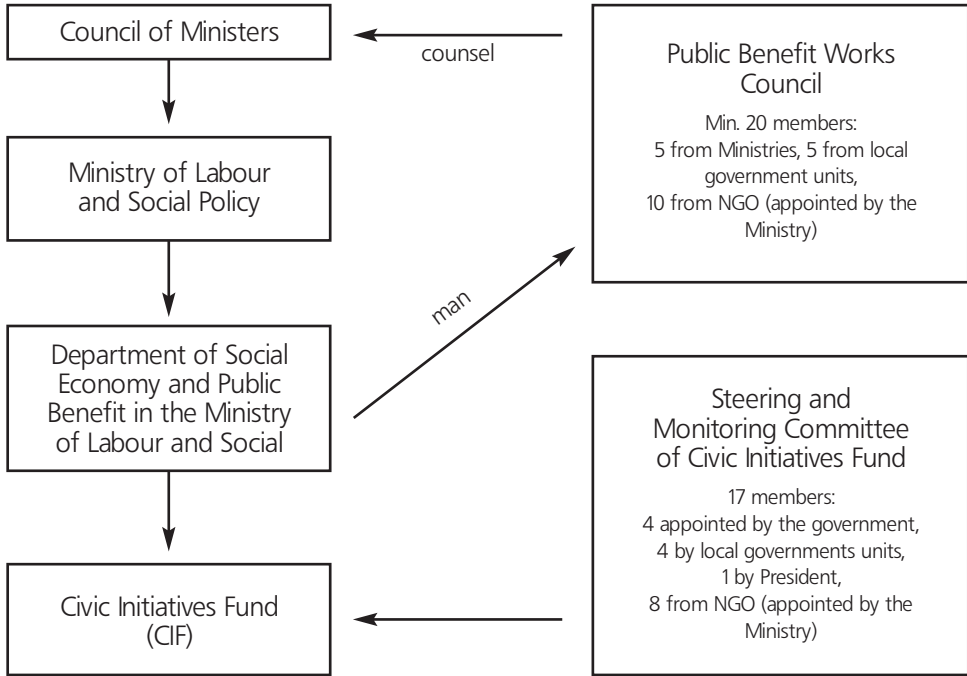 Council of Ministers
counsel
Public Benefit Works
Council
Min. 20 members:
5 from Ministries, 5 from local
government units,
10 from NGO (appointed by the
Ministry)
Ministry of Labour
and Social Policy
man
Department of Social
Economy and Public
Benefit in the Ministry
of Labour and Social
Steering and
Monitoring Committee
of Civic Initiatives Fund
17 members:
4 appointed by the government,
4 by local governments units,
1 by President,
8 from NGO (appointed by the
Ministry)
Civic Initiatives Fund
(CIF)